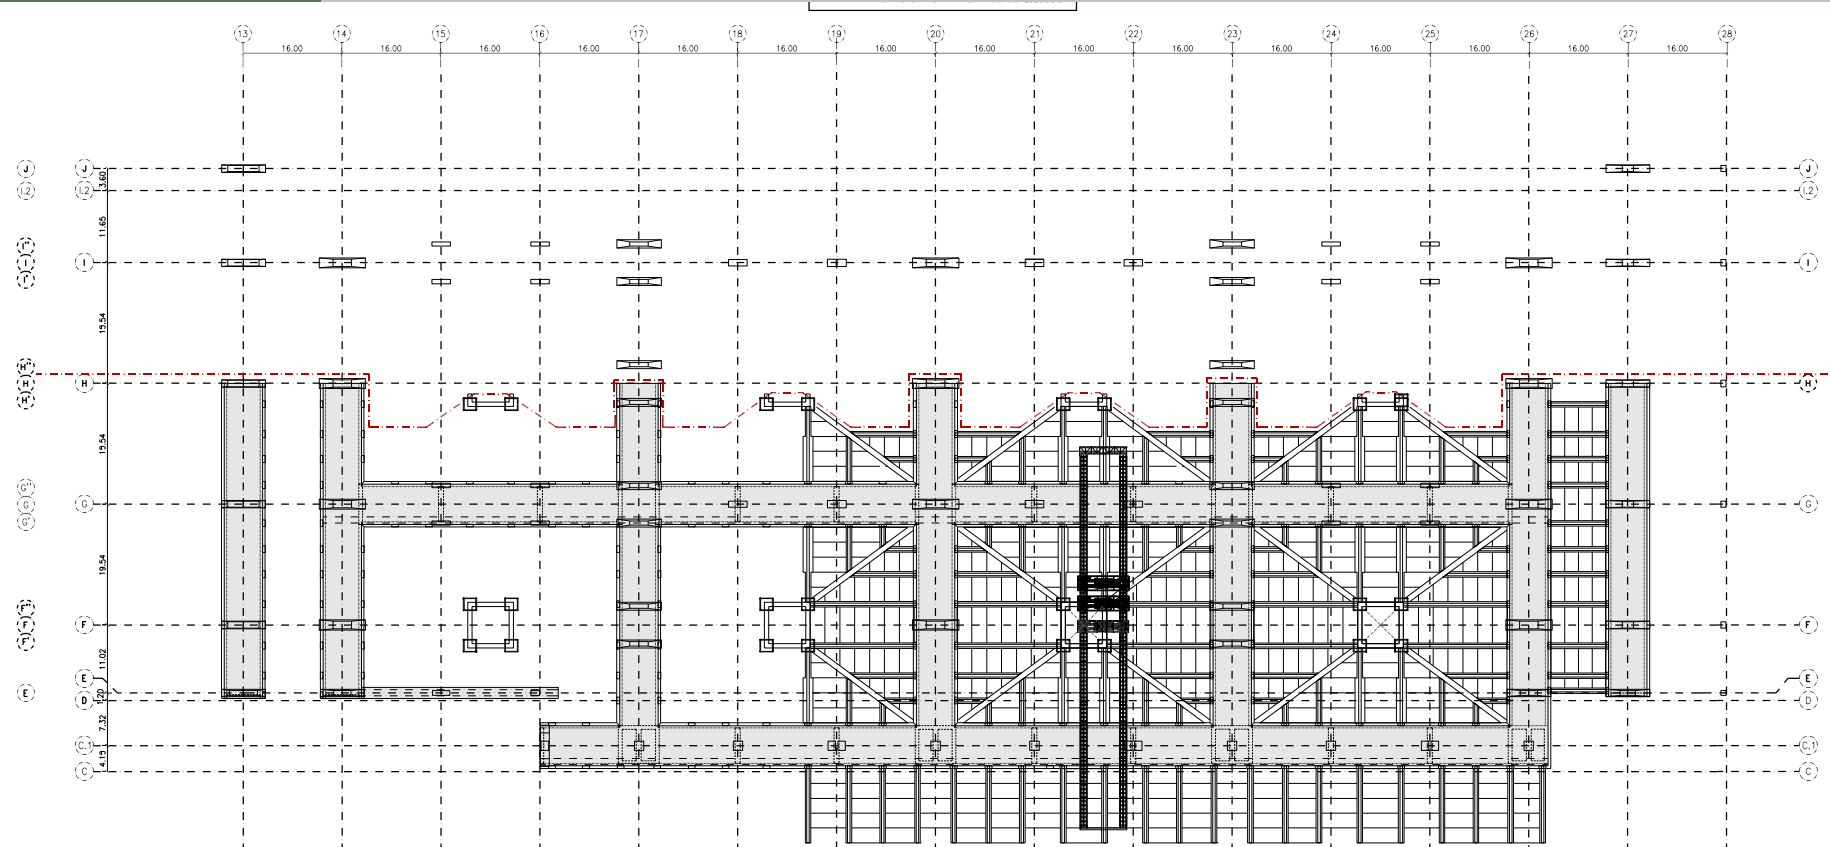 13 14 15 16 17 18 19 20 21 22 23 24 25 26 27 28
16.00 16.00 16.00 16.00 16.00 16.00 16.00 16.00 16.00 16.00 16.00 16.00 16.00 16.00 16.00
J J J
3.60
I.2 I.2 I.2
11.65
I'' 
I I I
I'
19.54
H''
H H H
H'
19.54
G''
G G G
G'
19.54
F''
F F F
F'
11.02
E E
E
1.20
D D
7.32
C.1 C.1
4.19
C C